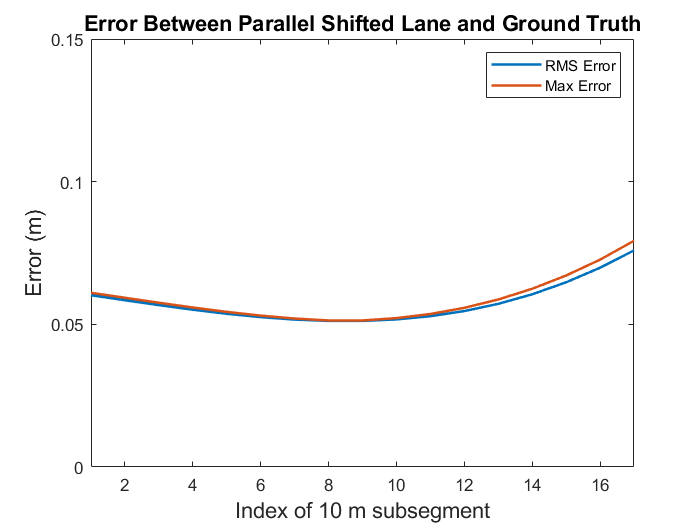 Error Between Parallel Shifted Lane and Ground Truth
RMS Error
Max Error
0.15
0.1
0.05
0
Error (m)
2 4 6 8 10 12 14 16
Index of 10 m subsegment